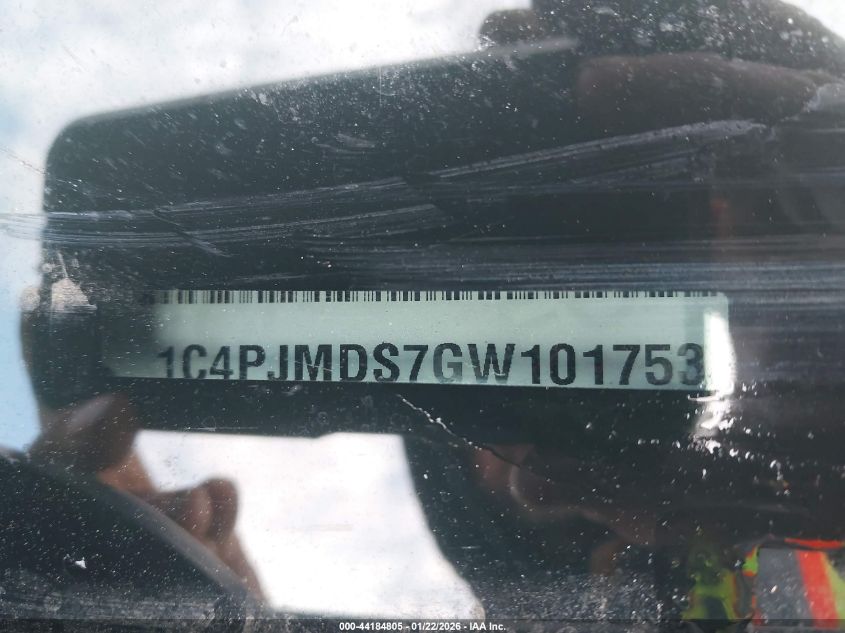 1C4PJMDS7GW101753
000-44184805 - 01/22/2026 - IAA Inc.